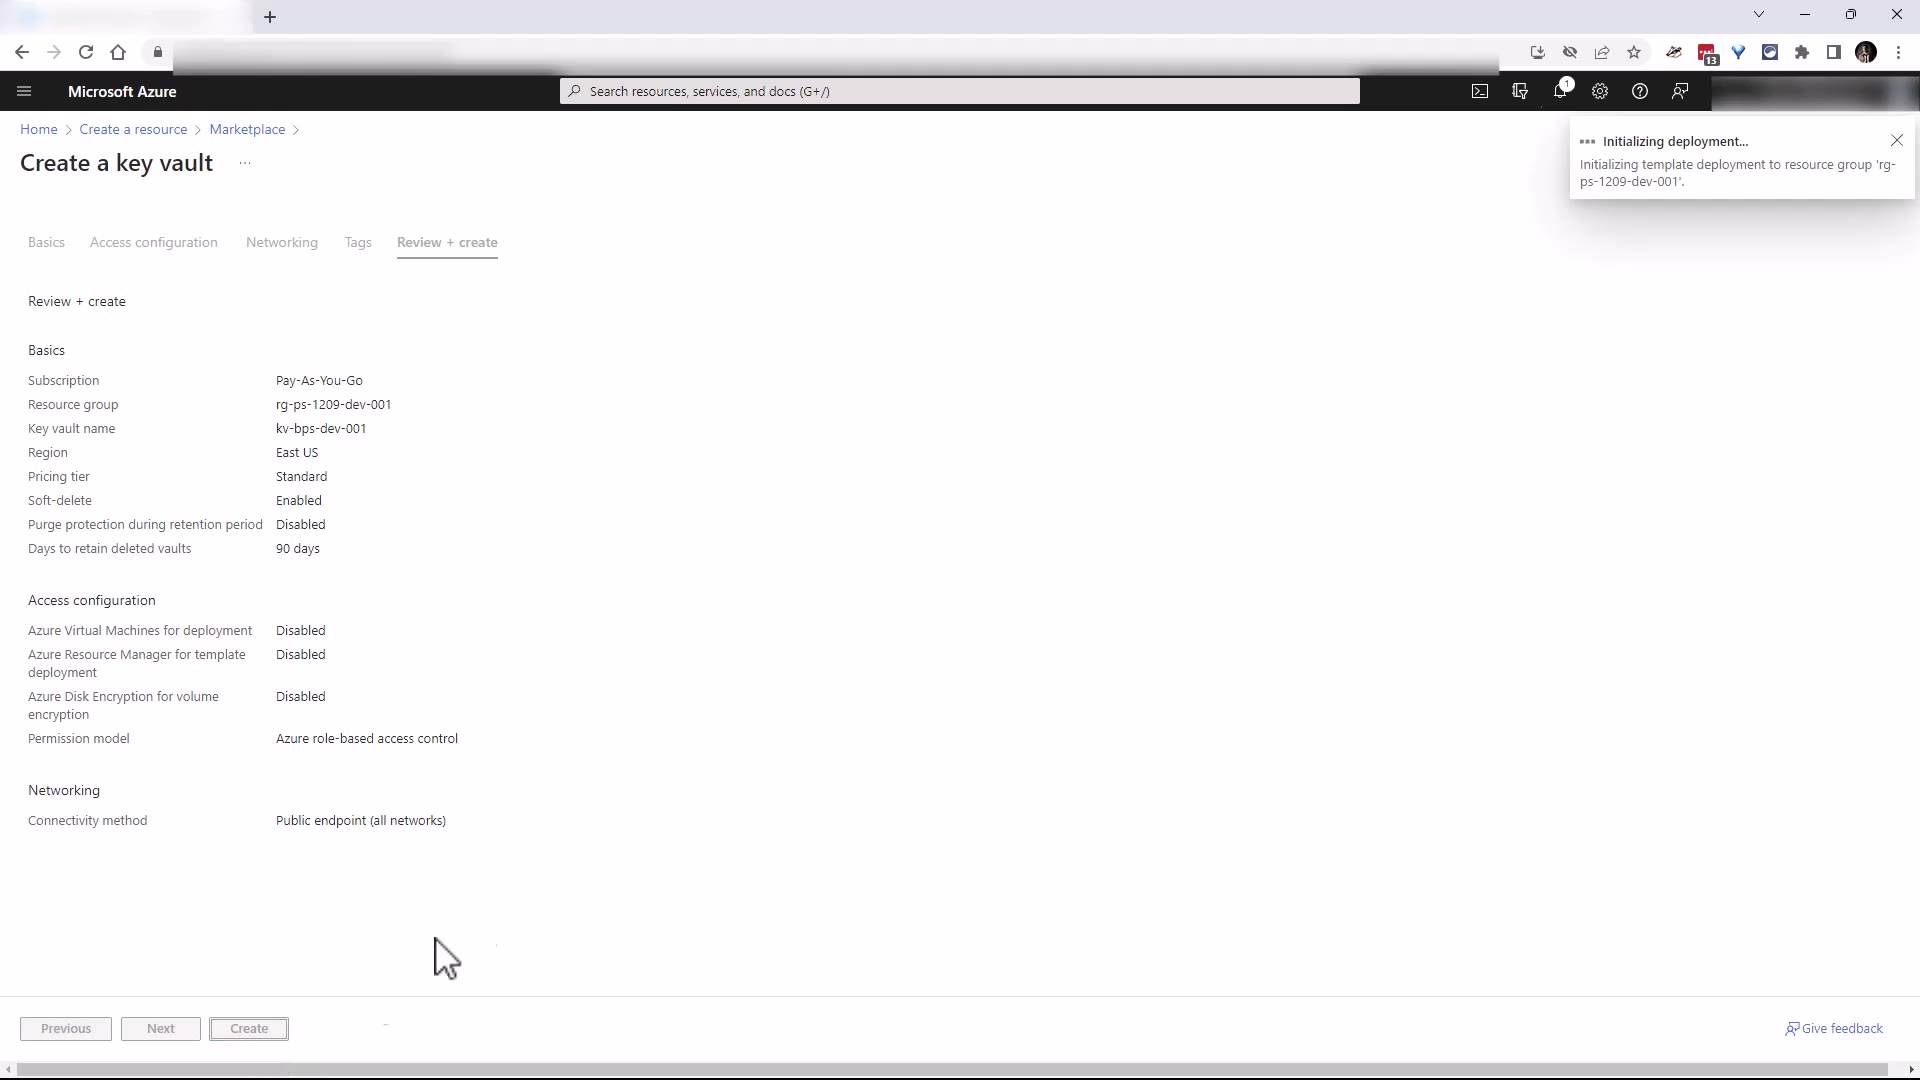 13
Microsoft Azure
Search resources, services, and docs (G+/)
1
Home > Create a resource > Marketplace >
Create a key vault ...
Initializing deployment...
Initializing template deployment to resource group 'rg-
ps-1209-dev-001'.
Basics Access configuration Networking Tags Review + create
Review + create
Basics
Subscription Pay-As-You-Go
Resource group rg-ps-1209-dev-001
Key vault name kv-bps-dev-001
Region East US
Pricing tier Standard
Soft-delete Enabled
Purge protection during retention period Disabled
Days to retain deleted vaults 90 days
Access configuration
Azure Virtual Machines for deployment Disabled
Azure Resource Manager for template Disabled
deployment
Azure Disk Encryption for volume Disabled
encryption
Permission model Azure role-based access control
Networking
Connectivity method Public endpoint (all networks)
Previous Next Create
Give feedback